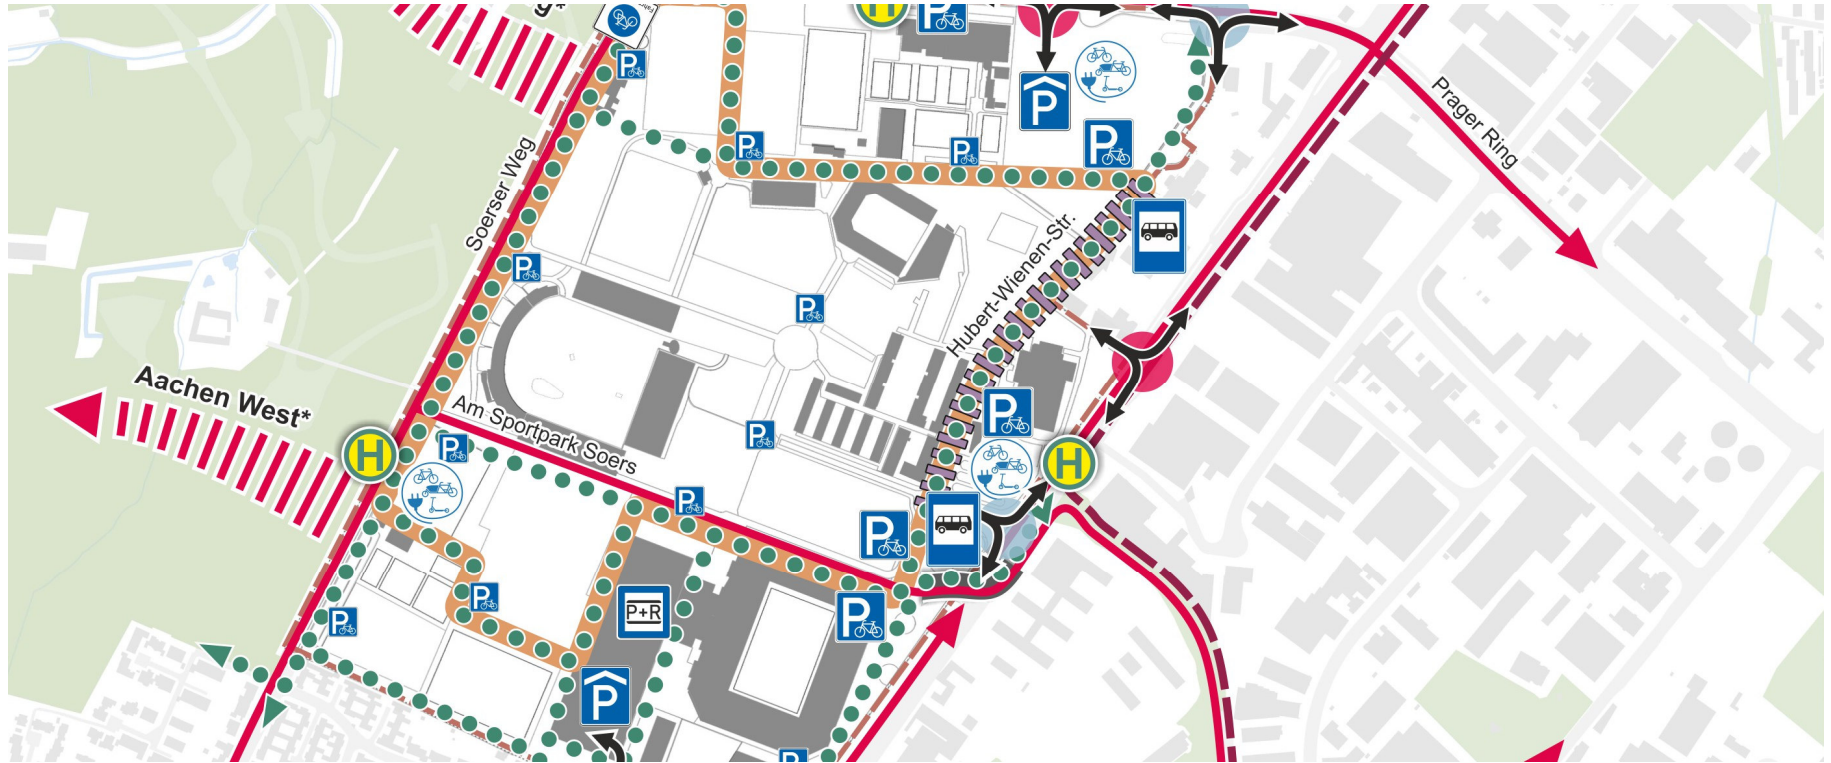 g*
H
P
P
P
P
P
P
Prager Ring
Soerser Weg
P
P
Hubert-Wienen-Str.
Aachen West*
Am Sportpark Soers
P
H
P
P
H
P
P
P
P+R
P
P
P
P